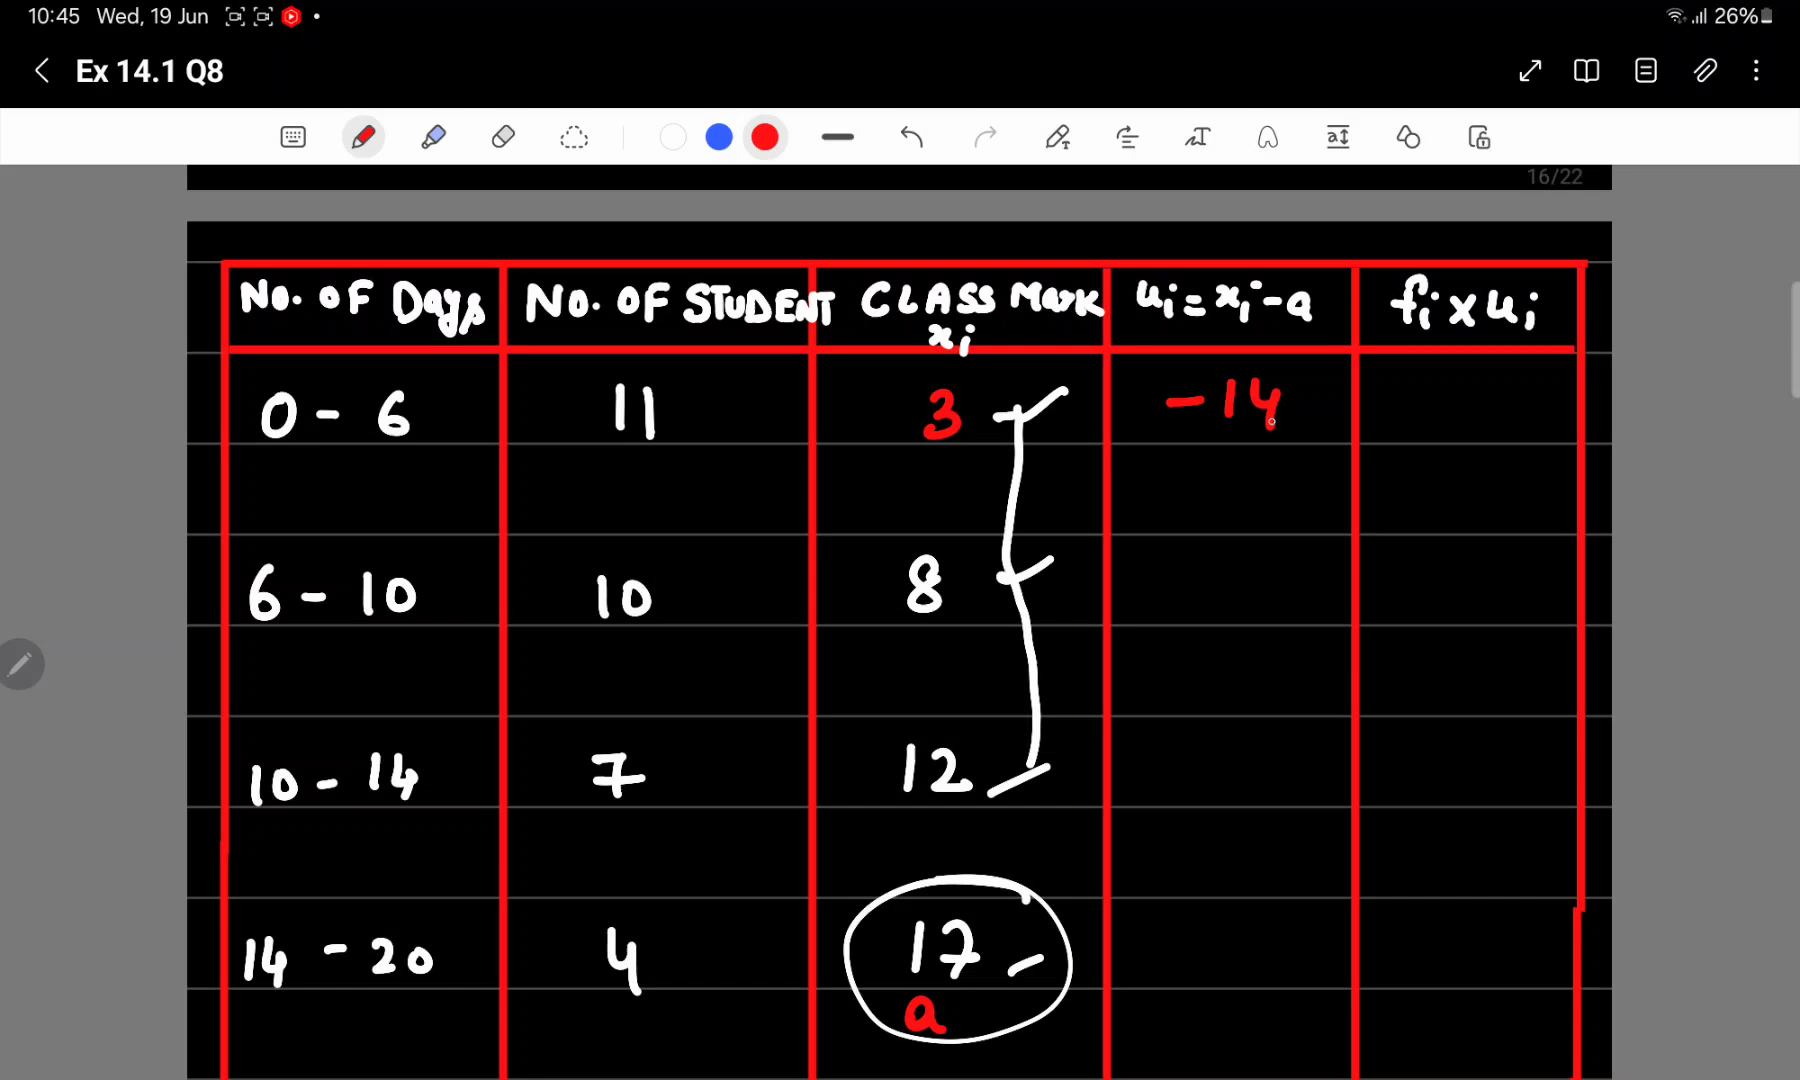 10:45 Wed, 19 Jun
26%
Ex 14.1 Q8
16/22
No. OF Days No. OF STUDENT CLASS Mark xi ui = xi - a fi x ui
0 - 6 11 3 -14
6 - 10 10 8
10 - 14 7 12
14 - 20 4 17
a